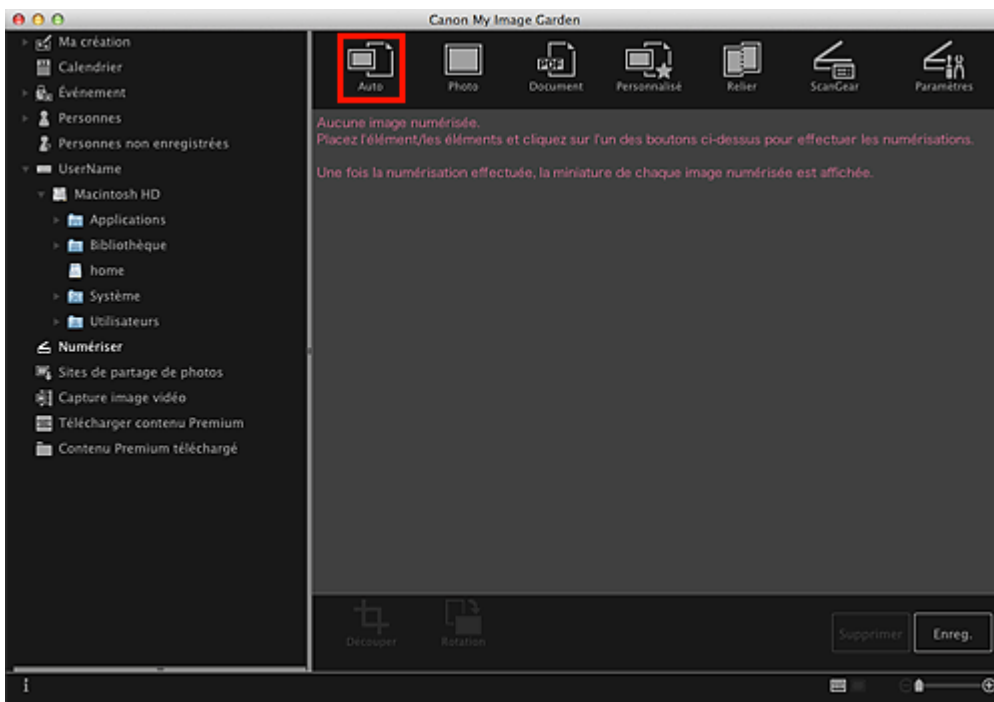 Canon My Image Garden
Ma création
Calendrier
Événement
Personnes
Personnes non enregistrées
UserName
Macintosh HD
Applications
Bibliothèque
home
Système
Utilisateurs
Numériser
Sites de partage de photos
Capture image vidéo
Télécharger contenu Premium
Contenu Premium téléchargé
Auto
Photo
PDF
Document
Personnalisé
Relier
ScanGear
Paramètres
Aucune image numérisée.
Placez l'élément/les éléments et cliquez sur l'un des boutons ci-dessus pour effectuer les numérisations.
Une fois la numérisation effectuée, la miniature de chaque image numérisée est affichée.
Découper
Rotation
Supprimer
Enreg.